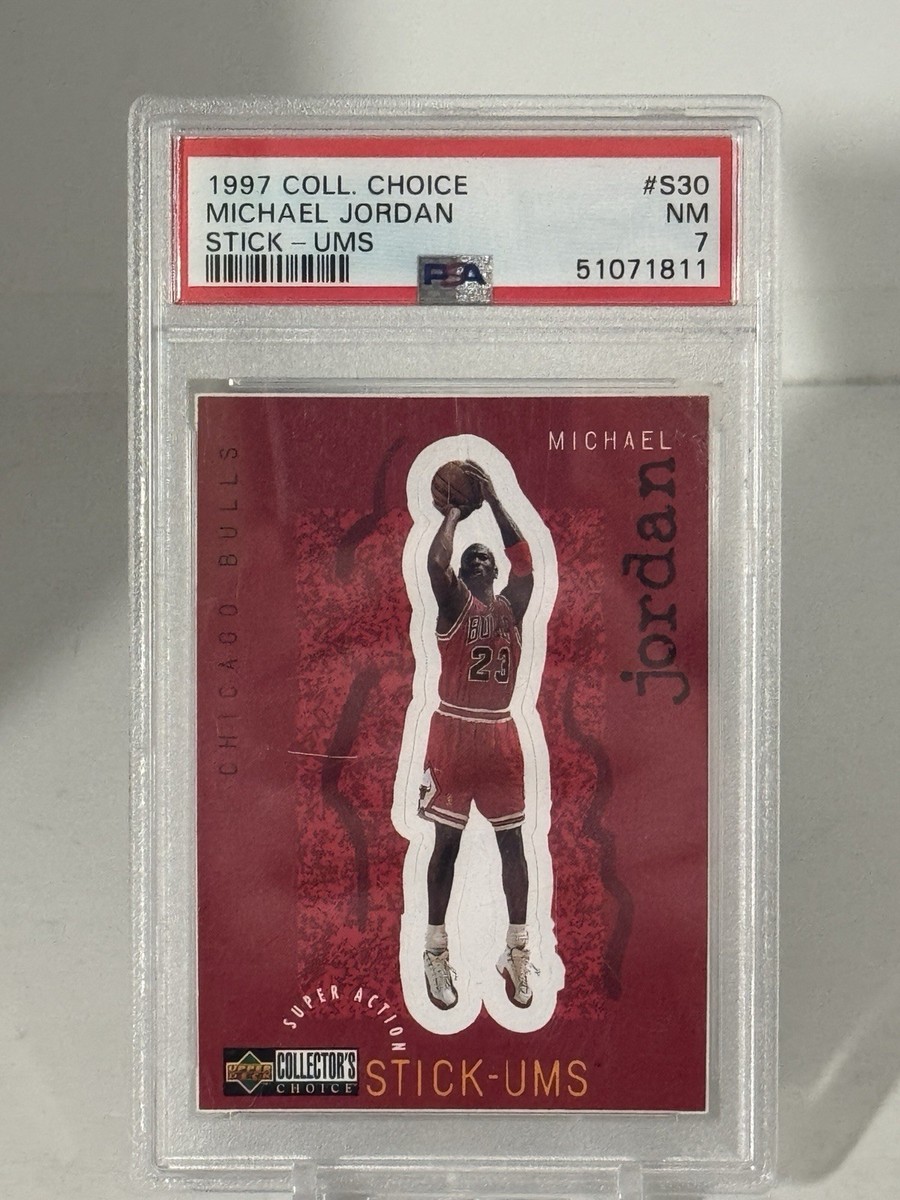 1997 COLL. CHOICE #S30
MICHAEL JORDAN NM
STICK – UMS 7
PSA 51071811
MICHAEL
jordan
CHICAGO BULLS
BULLS
23
SUPER ACTION
UPPER DECK
COLLECTOR'S
CHOICE
STICK-UMS